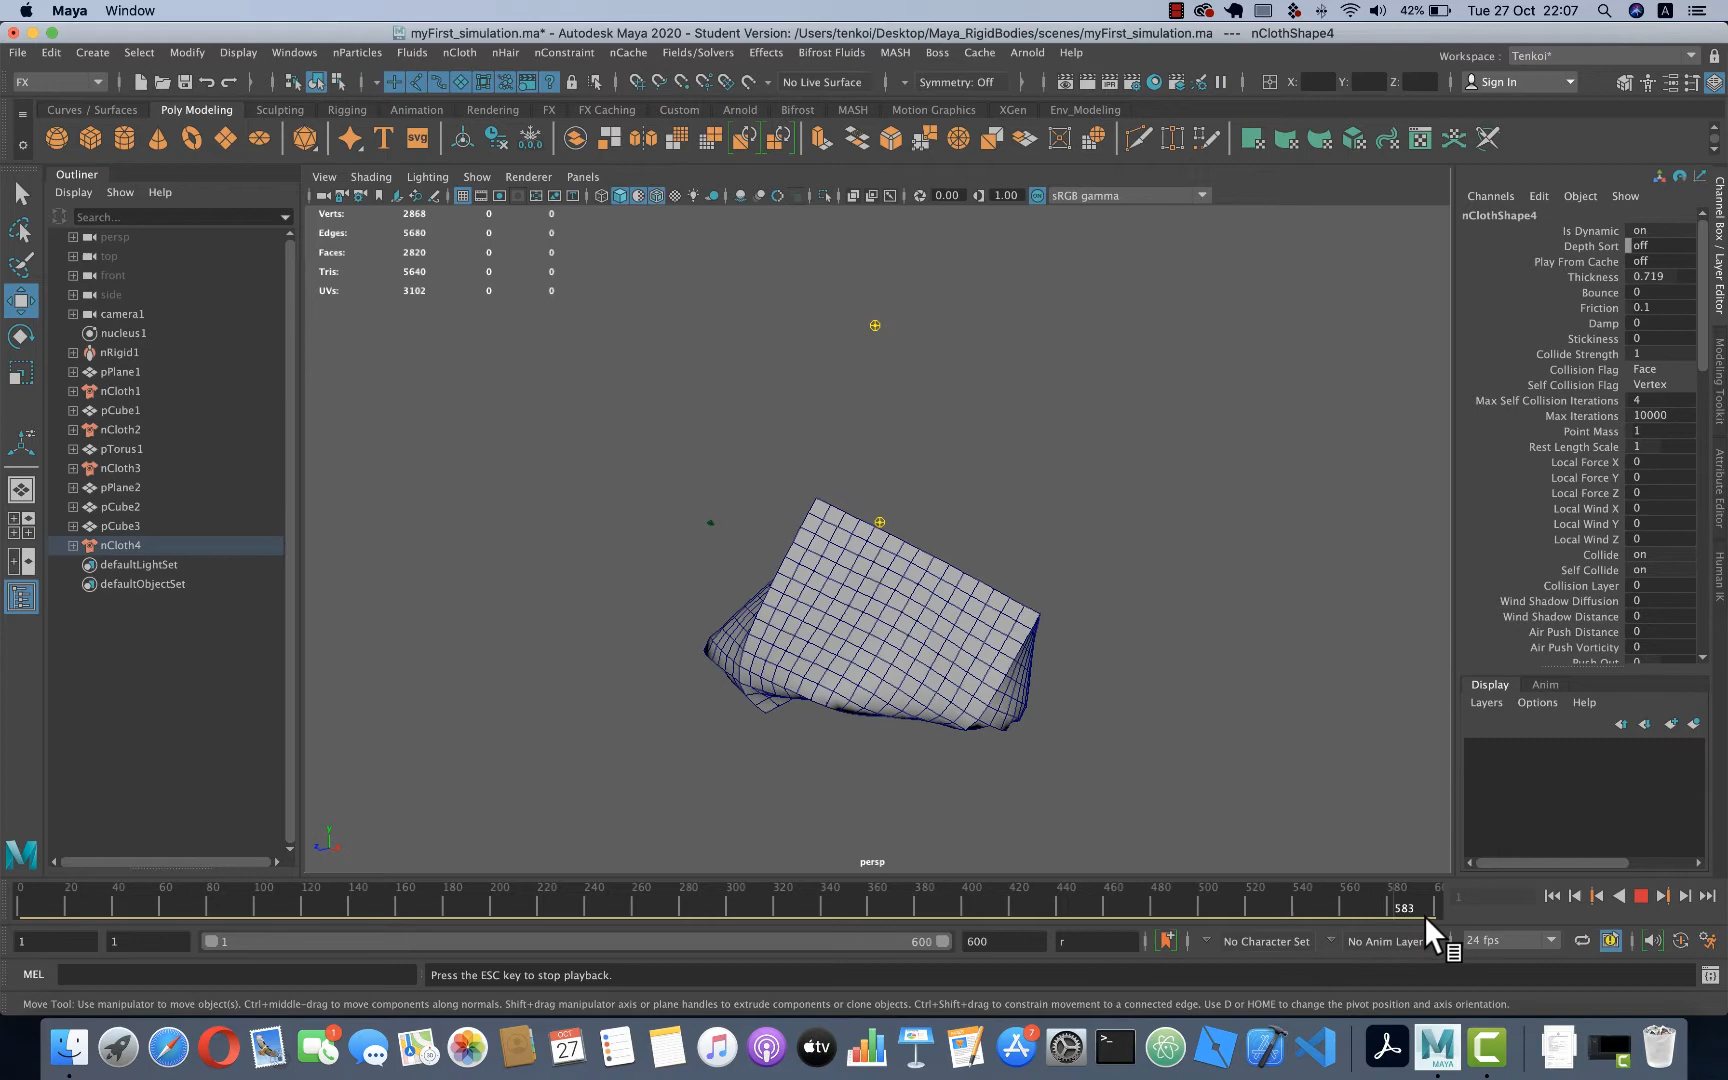 Maya Window 42% Tue 27 Oct 22:07 A
myFirst_simulation.ma* - Autodesk Maya 2020 - Student Version: /Users/tenkoi/Desktop/Maya_RigidBodies/scenes/myFirst_simulation.ma --- nClothShape4
File Edit Create Select Modify Display Windows nParticles Fluids nCloth nHair nConstraint nCache Fields/Solvers Effects Bifrost Fluids MASH Boss Cache Arnold Help Workspace : Tenkoi*
FX No Live Surface Symmetry: Off X: Y: Z: Sign In
Curves / Surfaces Poly Modeling Sculpting Rigging Animation Rendering FX FX Caching Custom Arnold Bifrost MASH Motion Graphics XGen Env_Modeling
T svg 0,0,0
Outliner
Display Show Help
Search...
persp
top
front
side
camera1
nucleus1
nRigid1
pPlane1
nCloth1
pCube1
nCloth2
pTorus1
nCloth3
pPlane2
pCube2
pCube3
nCloth4
defaultLightSet
defaultObjectSet
View Shading Lighting Show Renderer Panels
0.00 1.00 sRGB gamma
Verts: 2868 0 0
Edges: 5680 0 0
Faces: 2820 0 0
Tris: 5640 0 0
UVs: 3102 0 0
y
z
persp
Channels Edit Object Show
nClothShape4
Is Dynamic on
Depth Sort off
Play From Cache off
Thickness 0.719
Bounce 0
Friction 0.1
Damp 0
Stickiness 0
Collide Strength 1
Collision Flag Face
Self Collision Flag Vertex
Max Self Collision Iterations 4
Max Iterations 10000
Point Mass 1
Rest Length Scale 1
Local Force X 0
Local Force Y 0
Local Force Z 0
Local Wind X 0
Local Wind Y 0
Local Wind Z 0
Collide on
Self Collide on
Collision Layer 0
Wind Shadow Diffusion 0
Wind Shadow Distance 0
Air Push Distance 0
Air Push Vorticity 0
Push Out 0
Display Anim
Layers Options Help
Channel Box / Layer Editor
Modeling Toolkit
Attribute Editor
Human IK
0 20 40 60 80 100 120 140 160 180 200 220 240 260 280 300 320 340 360 380 400 420 440 460 480 500 520 540 560 580 60
583
1
1 1 1 600 600 r No Character Set No Anim Layer 24 fps
MEL Press the ESC key to stop playback.
Move Tool: Use manipulator to move object(s). Ctrl+middle-drag to move components along normals. Shift+drag manipulator axis or plane handles to extrude components or clone objects. Ctrl+Shift+drag to constrain movement to a connected edge. Use D or HOME to change the pivot position and axis orientation.
1 OCT 27 tv 7 MAYA